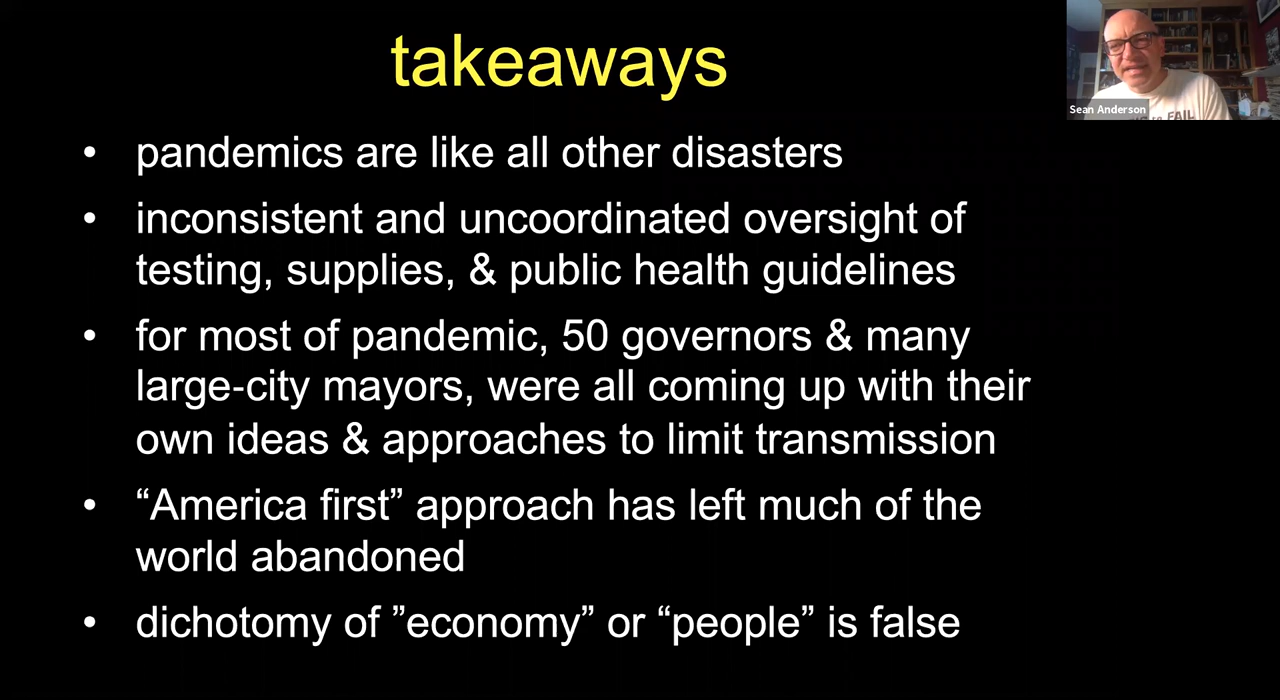 takeaways
Sean Anderson
FAIL
• pandemics are like all other disasters
• inconsistent and uncoordinated oversight of
testing, supplies, & public health guidelines
• for most of pandemic, 50 governors & many
large-city mayors, were all coming up with their
own ideas & approaches to limit transmission
• “America first” approach has left much of the
world abandoned
• dichotomy of ”economy” or “people” is false